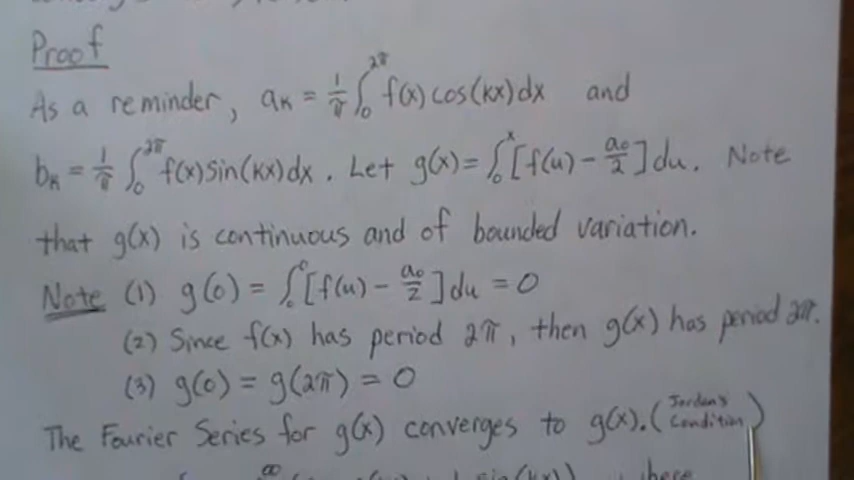 Proof
As a reminder, aₖ = 1/π ∫₀^2π f(x) cos(kx) dx and
bₖ = 1/π ∫₀^2π f(x) sin(kx) dx . Let g(x) = ∫₀^x [f(u) − a₀/2] du. Note
that g(x) is continuous and of bounded variation.
Note (1) g(0) = ∫₀^0 [f(u) − a₀/2] du = 0
(2) Since f(x) has period 2π, then g(x) has period 2π.
(3) g(0) = g(2π) = 0
The Fourier Series for g(x) converges to g(x). (Jordan's Condition)